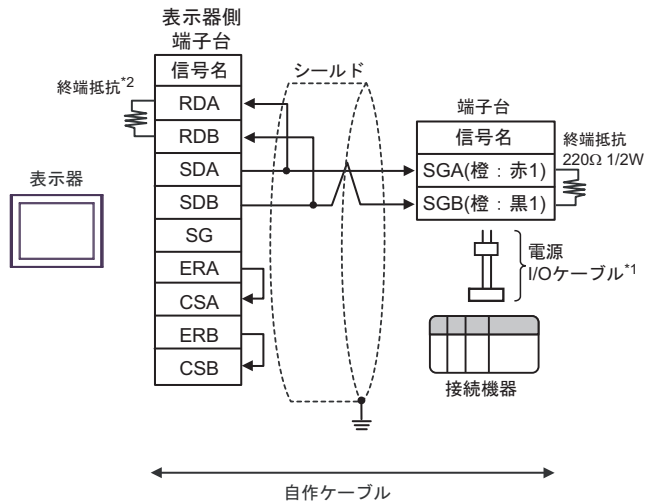 表示器側
端子台
信号名
RDA
RDB
SDA
SDB
SG
ERA
CSA
ERB
CSB
終端抵抗*2
表示器
シールド
端子台
信号名
SGA(橙：赤1)
SGB(橙：黒1)
終端抵抗
220Ω 1/2W
電源
I/Oケーブル*1
接続機器
自作ケーブル